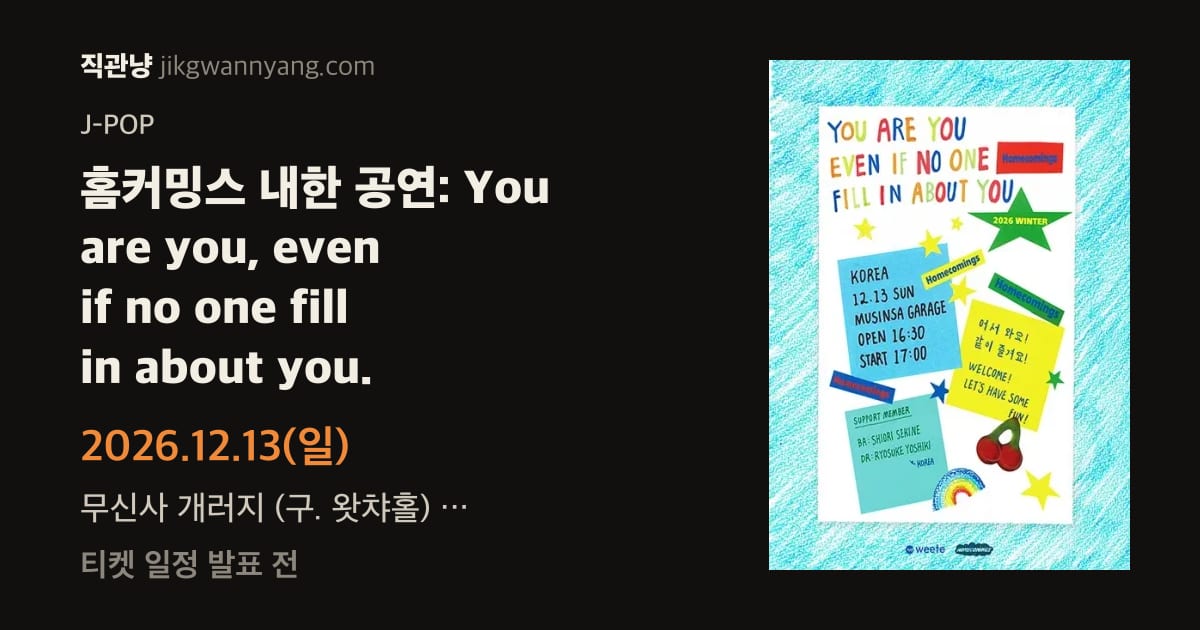 직관냥 jikgwannyang.com
J-POP
홈커밍스 내한 공연: You
are you, even
if no one fill
in about you.
2026.12.13(일)
무신사 개러지 (구. 왓챠홀) …
티켓 일정 발표 전
YOU ARE YOU
EVEN IF NO ONE
FILL IN ABOUT YOU
Homecomings
2026 WINTER
Homecomings
KOREA
12.13 SUN
MUSINSA GARAGE
OPEN 16:30
START 17:00
Homecomings
어서 와요!
같이 즐겨요!
WELCOME!
LET'S HAVE SOME
FUN!
Homecomings
SUPPORT MEMBER
BA: SHIORI SEKINE
DR: RYOSUKE YOSHIKI
KOREA
weete
HOMECOMINGS